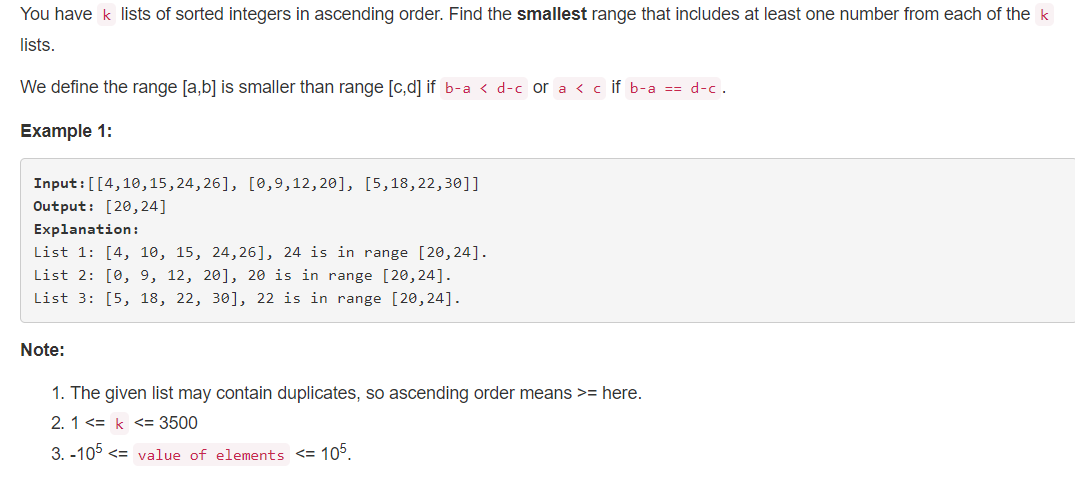 You have k lists of sorted integers in ascending order. Find the smallest range that includes at least one number from each of the k
lists.
We define the range [a,b] is smaller than range [c,d] if b-a < d-c or a < c if b-a == d-c.
Example 1:
Input:[[4,10,15,24,26], [0,9,12,20], [5,18,22,30]]
Output: [20,24]
Explanation:
List 1: [4, 10, 15, 24,26], 24 is in range [20,24].
List 2: [0, 9, 12, 20], 20 is in range [20,24].
List 3: [5, 18, 22, 30], 22 is in range [20,24].
Note:
1. The given list may contain duplicates, so ascending order means >= here.
2. 1 <= k <= 3500
3. -10⁵ <= value of elements <= 10⁵.